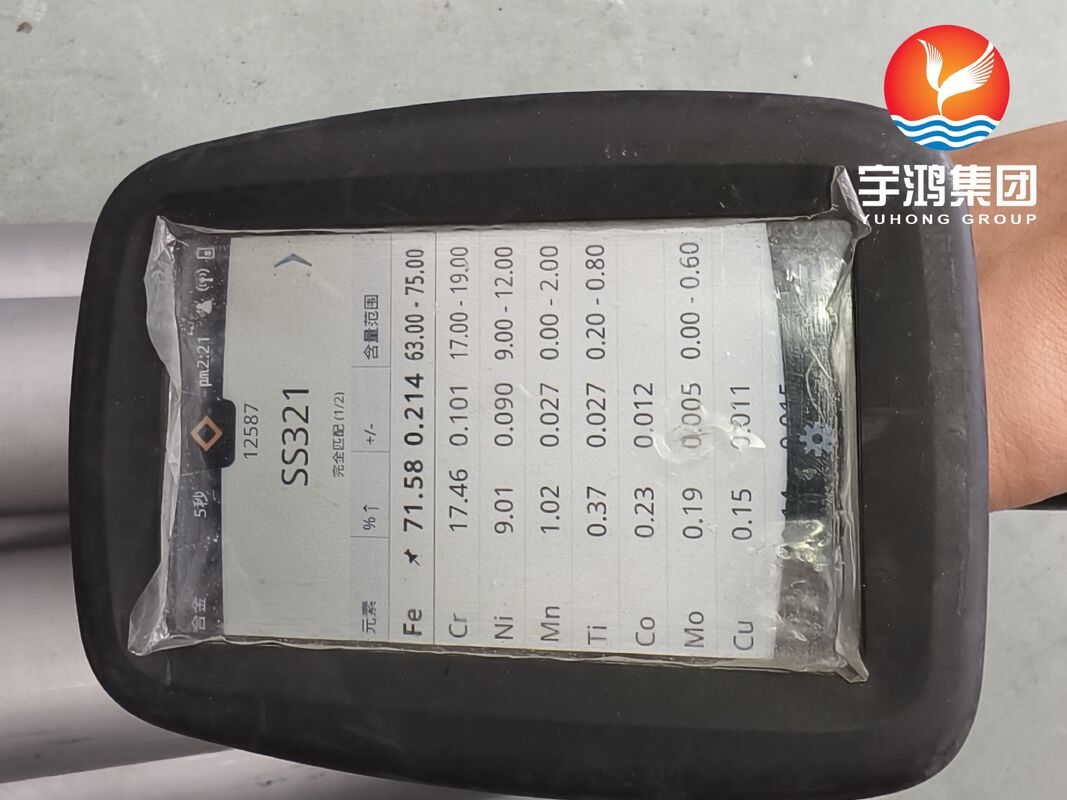 宇鸿集团
YUHONG GROUP
合金 5秒 pm2:21
12587
SS321
完全匹配 (1/2)
元素 %↑ +/- 含量范围
Fe 71.58 0.214 63.00 - 75.00
Cr 17.46 0.101 17.00 - 19.00
Ni 9.01 0.090 9.00 - 12.00
Mn 1.02 0.027 0.00 - 2.00
Ti 0.37 0.027 0.20 - 0.80
Co 0.23 0.012
Mo 0.19 0.005 0.00 - 0.60
Cu 0.15 0.011